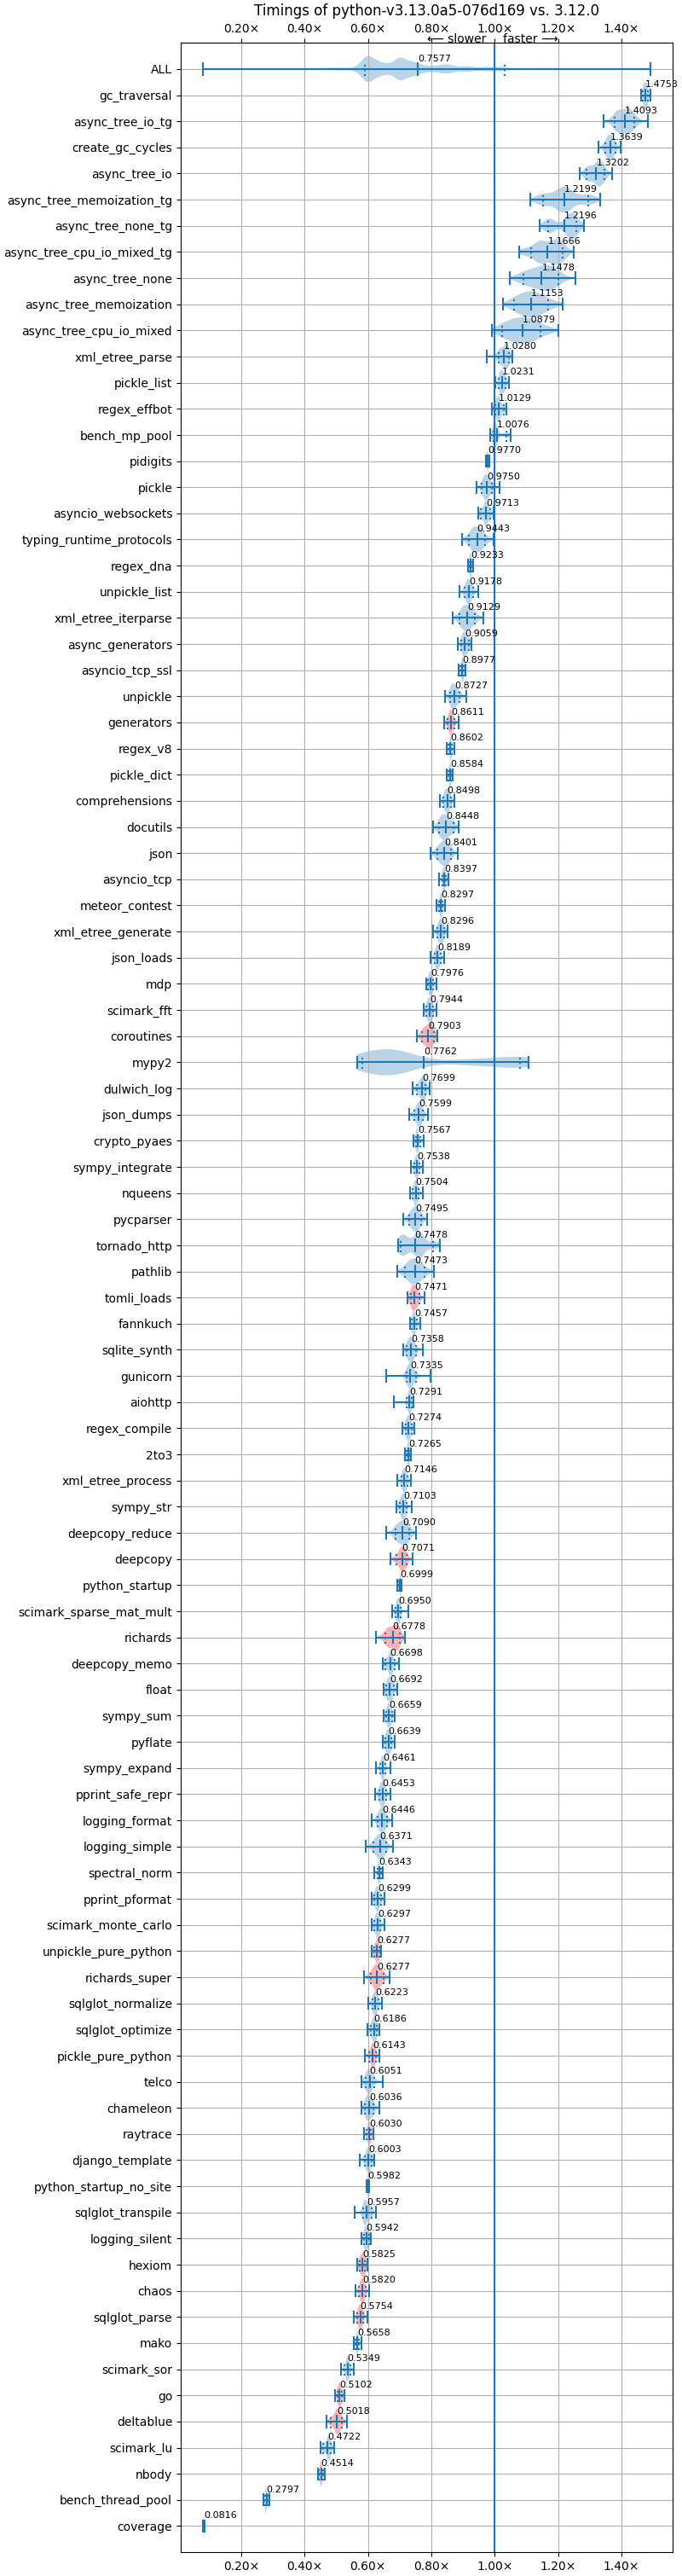 Timings of python-v3.13.0a5-076d169 vs. 3.12.0
0.20× 0.40× 0.60× 0.80× 1.00× 1.20× 1.40×
⟵ slower faster ⟶
ALL 0.7577
gc_traversal 1.4753
async_tree_io_tg 1.4093
create_gc_cycles 1.3639
async_tree_io 1.3202
async_tree_memoization_tg 1.2199
async_tree_none_tg 1.2196
async_tree_cpu_io_mixed_tg 1.1666
async_tree_none 1.1478
async_tree_memoization 1.1153
async_tree_cpu_io_mixed 1.0879
xml_etree_parse 1.0280
pickle_list 1.0231
regex_effbot 1.0129
bench_mp_pool 1.0076
pidigits 0.9770
pickle 0.9750
asyncio_websockets 0.9713
typing_runtime_protocols 0.9443
regex_dna 0.9233
unpickle_list 0.9178
xml_etree_iterparse 0.9129
async_generators 0.9059
asyncio_tcp_ssl 0.8977
unpickle 0.8727
generators 0.8611
regex_v8 0.8602
pickle_dict 0.8584
comprehensions 0.8498
docutils 0.8448
json 0.8401
asyncio_tcp 0.8397
meteor_contest 0.8297
xml_etree_generate 0.8296
json_loads 0.8189
mdp 0.7976
scimark_fft 0.7944
coroutines 0.7903
mypy2 0.7762
dulwich_log 0.7699
json_dumps 0.7599
crypto_pyaes 0.7567
sympy_integrate 0.7538
nqueens 0.7504
pycparser 0.7495
tornado_http 0.7478
pathlib 0.7473
tomli_loads 0.7471
fannkuch 0.7457
sqlite_synth 0.7358
gunicorn 0.7335
aiohttp 0.7291
regex_compile 0.7274
2to3 0.7265
xml_etree_process 0.7146
sympy_str 0.7103
deepcopy_reduce 0.7090
deepcopy 0.7071
python_startup 0.6999
scimark_sparse_mat_mult 0.6950
richards 0.6778
deepcopy_memo 0.6698
float 0.6692
sympy_sum 0.6659
pyflate 0.6639
sympy_expand 0.6461
pprint_safe_repr 0.6453
logging_format 0.6446
logging_simple 0.6371
spectral_norm 0.6343
pprint_pformat 0.6299
scimark_monte_carlo 0.6297
unpickle_pure_python 0.6277
richards_super 0.6277
sqlglot_normalize 0.6223
sqlglot_optimize 0.6186
pickle_pure_python 0.6143
telco 0.6051
chameleon 0.6036
raytrace 0.6030
django_template 0.6003
python_startup_no_site 0.5982
sqlglot_transpile 0.5957
logging_silent 0.5942
hexiom 0.5825
chaos 0.5820
sqlglot_parse 0.5754
mako 0.5658
scimark_sor 0.5349
go 0.5102
deltablue 0.5018
scimark_lu 0.4722
nbody 0.4514
bench_thread_pool 0.2797
coverage 0.0816
0.20× 0.40× 0.60× 0.80× 1.00× 1.20× 1.40×